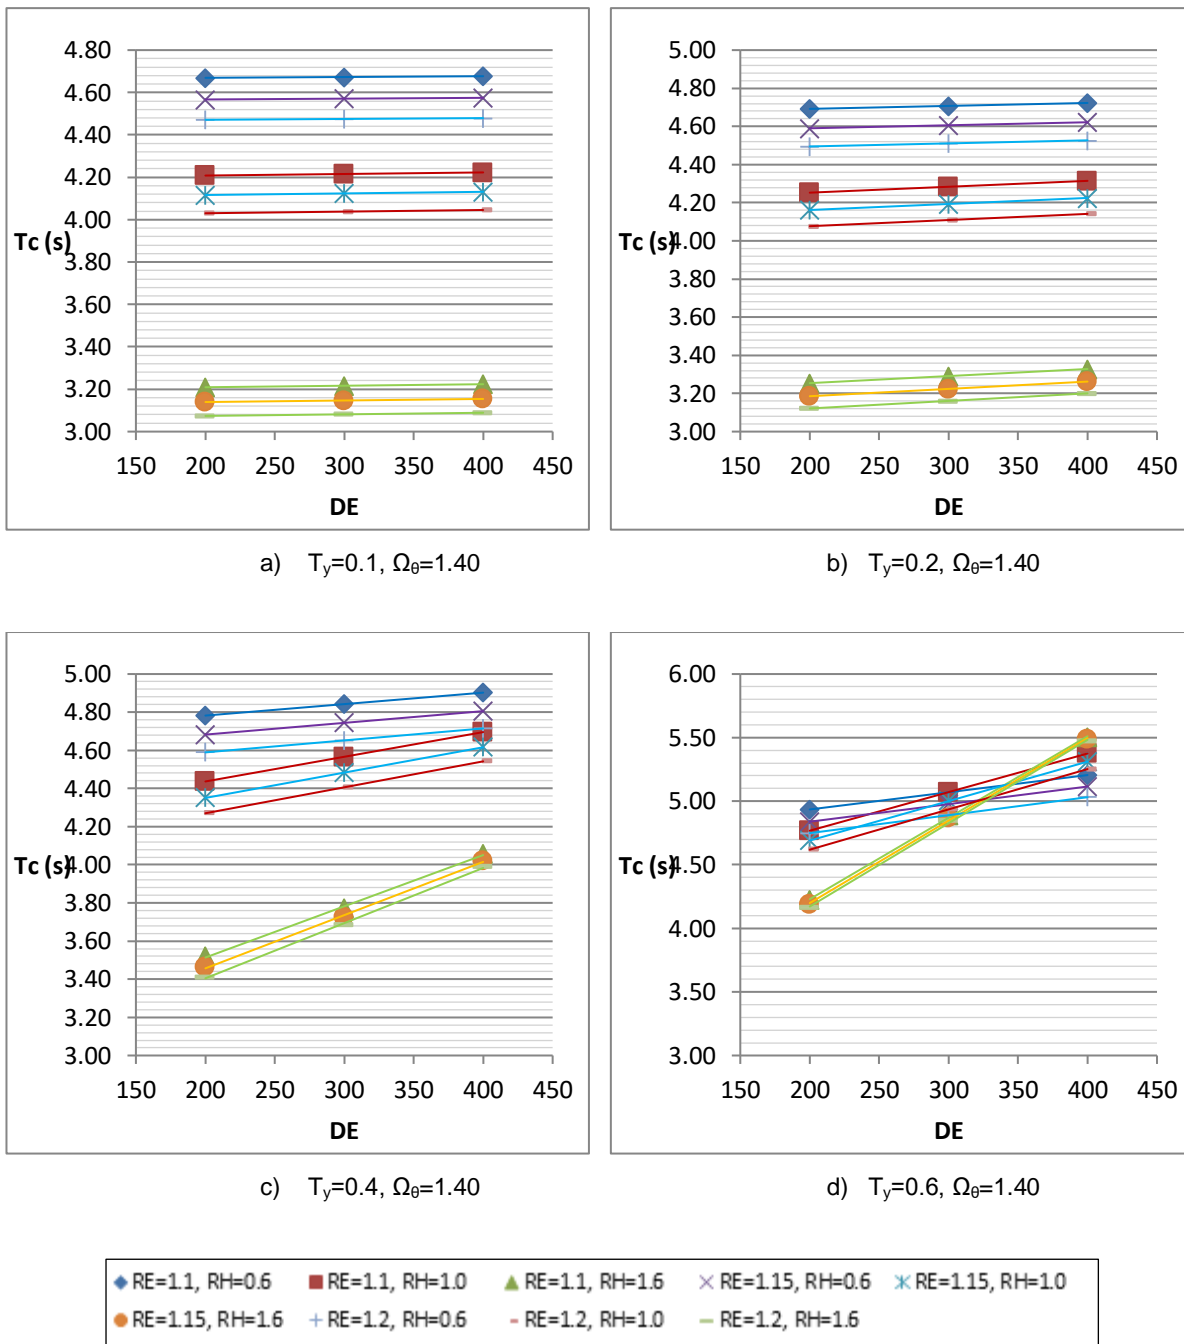 4.80
4.60
4.40
4.20
4.00
3.80
3.60
3.40
3.20
3.00
Tc (s)
150 200 250 300 350 400 450
DE
a) Ty=0.1, Ωθ=1.40
5.00
4.80
4.60
4.40
4.20
4.00
3.80
3.60
3.40
3.20
3.00
Tc (s)
150 200 250 300 350 400 450
DE
b) Ty=0.2, Ωθ=1.40
5.00
4.80
4.60
4.40
4.20
4.00
3.80
3.60
3.40
3.20
3.00
Tc (s)
150 200 250 300 350 400 450
DE
c) Ty=0.4, Ωθ=1.40
6.00
5.50
5.00
4.50
4.00
3.50
3.00
Tc (s)
150 200 250 300 350 400 450
DE
d) Ty=0.6, Ωθ=1.40
RE=1.1, RH=0.6 RE=1.1, RH=1.0 RE=1.1, RH=1.6 RE=1.15, RH=0.6 RE=1.15, RH=1.0
RE=1.15, RH=1.6 RE=1.2, RH=0.6 RE=1.2, RH=1.0 RE=1.2, RH=1.6